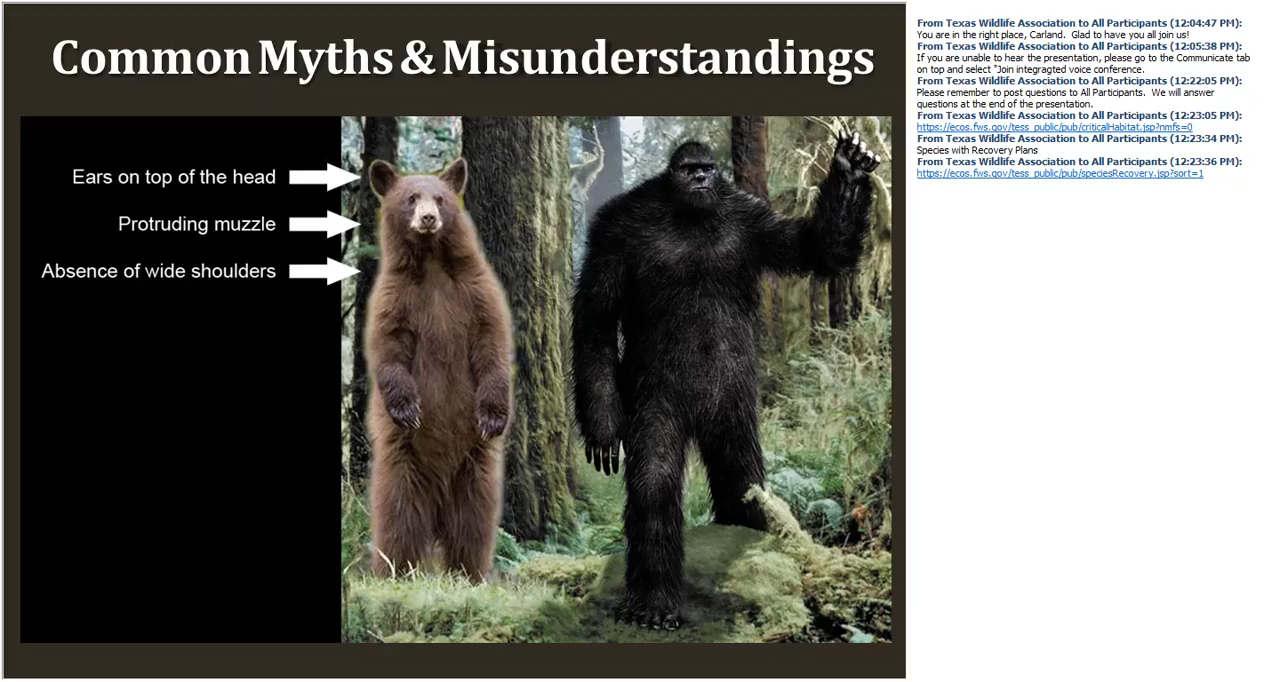 Common Myths & Misunderstandings
Ears on top of the head
Protruding muzzle
Absence of wide shoulders
From Texas Wildlife Association to All Participants (12:04:47 PM):
You are in the right place, Carland. Glad to have you all join us!
From Texas Wildlife Association to All Participants (12:05:38 PM):
If you are unable to hear the presentation, please go to the Communicate tab
on top and select "Join integragted voice conference.
From Texas Wildlife Association to All Participants (12:22:05 PM):
Please remember to post questions to All Participants. We will answer
questions at the end of the presentation.
From Texas Wildlife Association to All Participants (12:23:05 PM):
https://ecos.fws.gov/tess_public/pub/criticalHabitat.jsp?nmfs=0
From Texas Wildlife Association to All Participants (12:23:34 PM):
Species with Recovery Plans
From Texas Wildlife Association to All Participants (12:23:36 PM):
https://ecos.fws.gov/tess_public/pub/speciesRecovery.jsp?sort=1